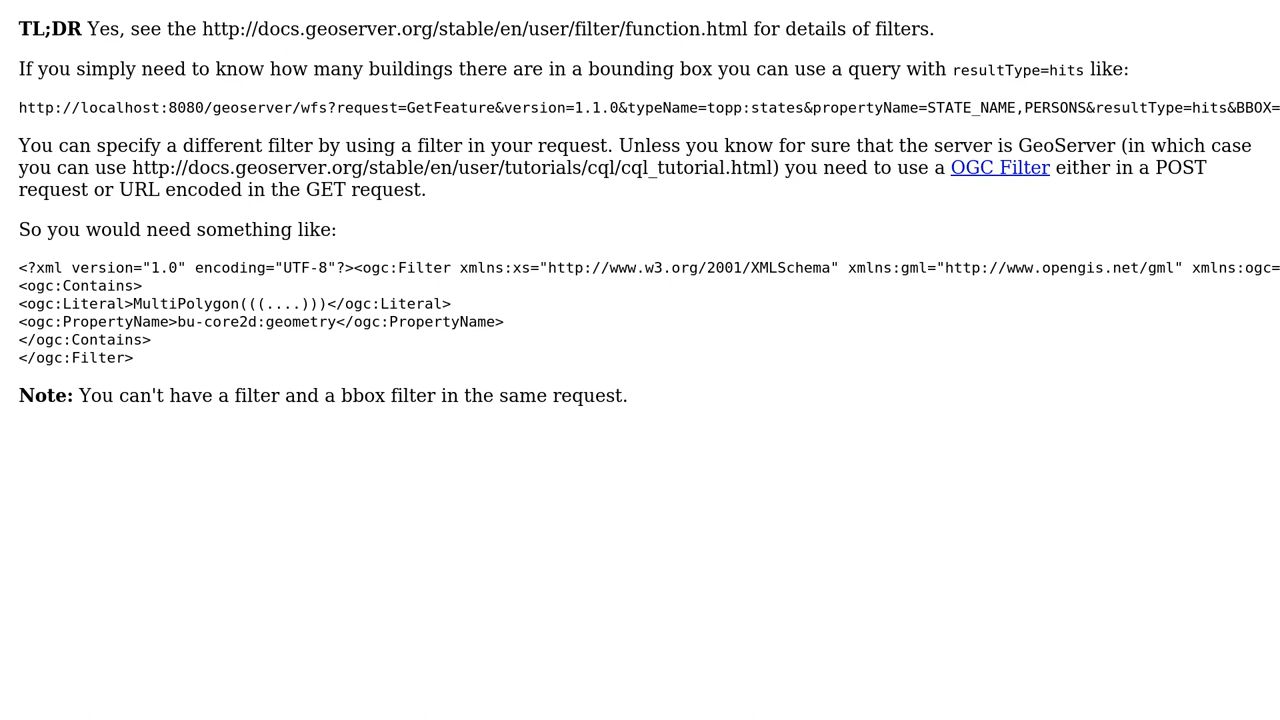 TL;DR Yes, see the http://docs.geoserver.org/stable/en/user/filter/function.html for details of filters.
If you simply need to know how many buildings there are in a bounding box you can use a query with resultType=hits like:
http://localhost:8080/geoserver/wfs?request=GetFeature&version=1.1.0&typeName=topp:states&propertyName=STATE_NAME,PERSONS&resultType=hits&BBOX=
You can specify a different filter by using a filter in your request. Unless you know for sure that the server is GeoServer (in which case
you can use http://docs.geoserver.org/stable/en/user/tutorials/cql/cql_tutorial.html) you need to use a OGC Filter either in a POST
request or URL encoded in the GET request.
So you would need something like:
<?xml version="1.0" encoding="UTF-8"?><ogc:Filter xmlns:xs="http://www.w3.org/2001/XMLSchema" xmlns:gml="http://www.opengis.net/gml" xmlns:ogc=
<ogc:Contains>
<ogc:Literal>MultiPolygon(((....)))</ogc:Literal>
<ogc:PropertyName>bu-core2d:geometry</ogc:PropertyName>
</ogc:Contains>
</ogc:Filter>
Note: You can't have a filter and a bbox filter in the same request.